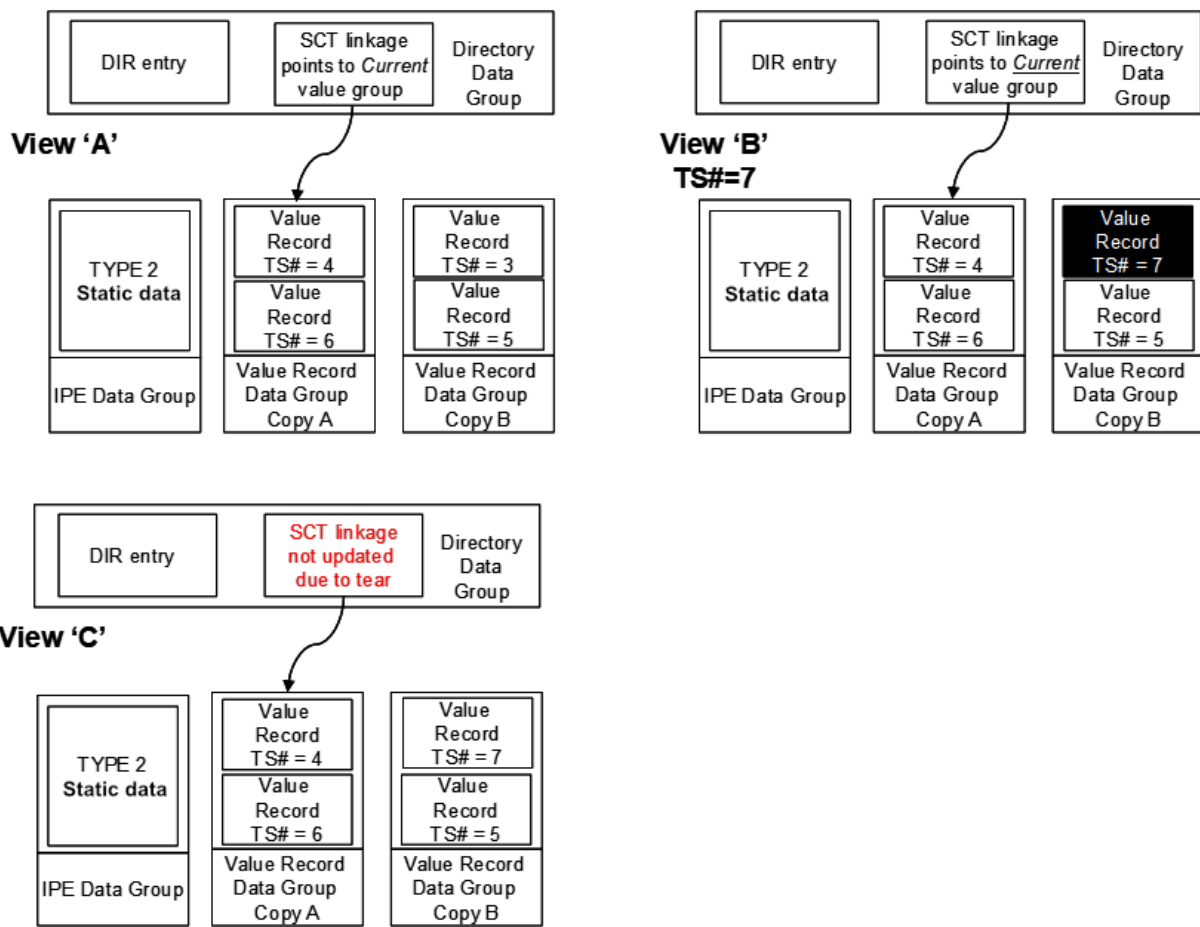 DIR entry
SCT linkage
points to Current
value group
Directory
Data
Group
View ‘A’
TYPE 2
Static data
IPE Data Group
Value
Record
TS# = 4
Value
Record
TS# = 6
Value Record
Data Group
Copy A
Value
Record
TS# = 3
Value
Record
TS# = 5
Value Record
Data Group
Copy B
DIR entry
SCT linkage
points to Current
value group
Directory
Data
Group
View ‘B’
TS#=7
TYPE 2
Static data
IPE Data Group
Value
Record
TS# = 4
Value
Record
TS# = 6
Value Record
Data Group
Copy A
Value
Record
TS# = 7
Value
Record
TS# = 5
Value Record
Data Group
Copy B
DIR entry
SCT linkage
not updated
due to tear
Directory
Data
Group
View ‘C’
TYPE 2
Static data
IPE Data Group
Value
Record
TS# = 4
Value
Record
TS# = 6
Value Record
Data Group
Copy A
Value
Record
TS# = 7
Value
Record
TS# = 5
Value Record
Data Group
Copy B